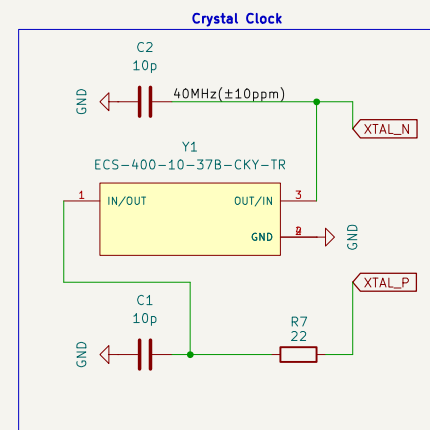 Crystal Clock
C2
10p
GND
40MHz(±10ppm)
XTAL_N
Y1
ECS-400-10-37B-CKY-TR
1
IN/OUT
OUT/IN
3
GND
GND
XTAL_P
C1
10p
R7
22
GND